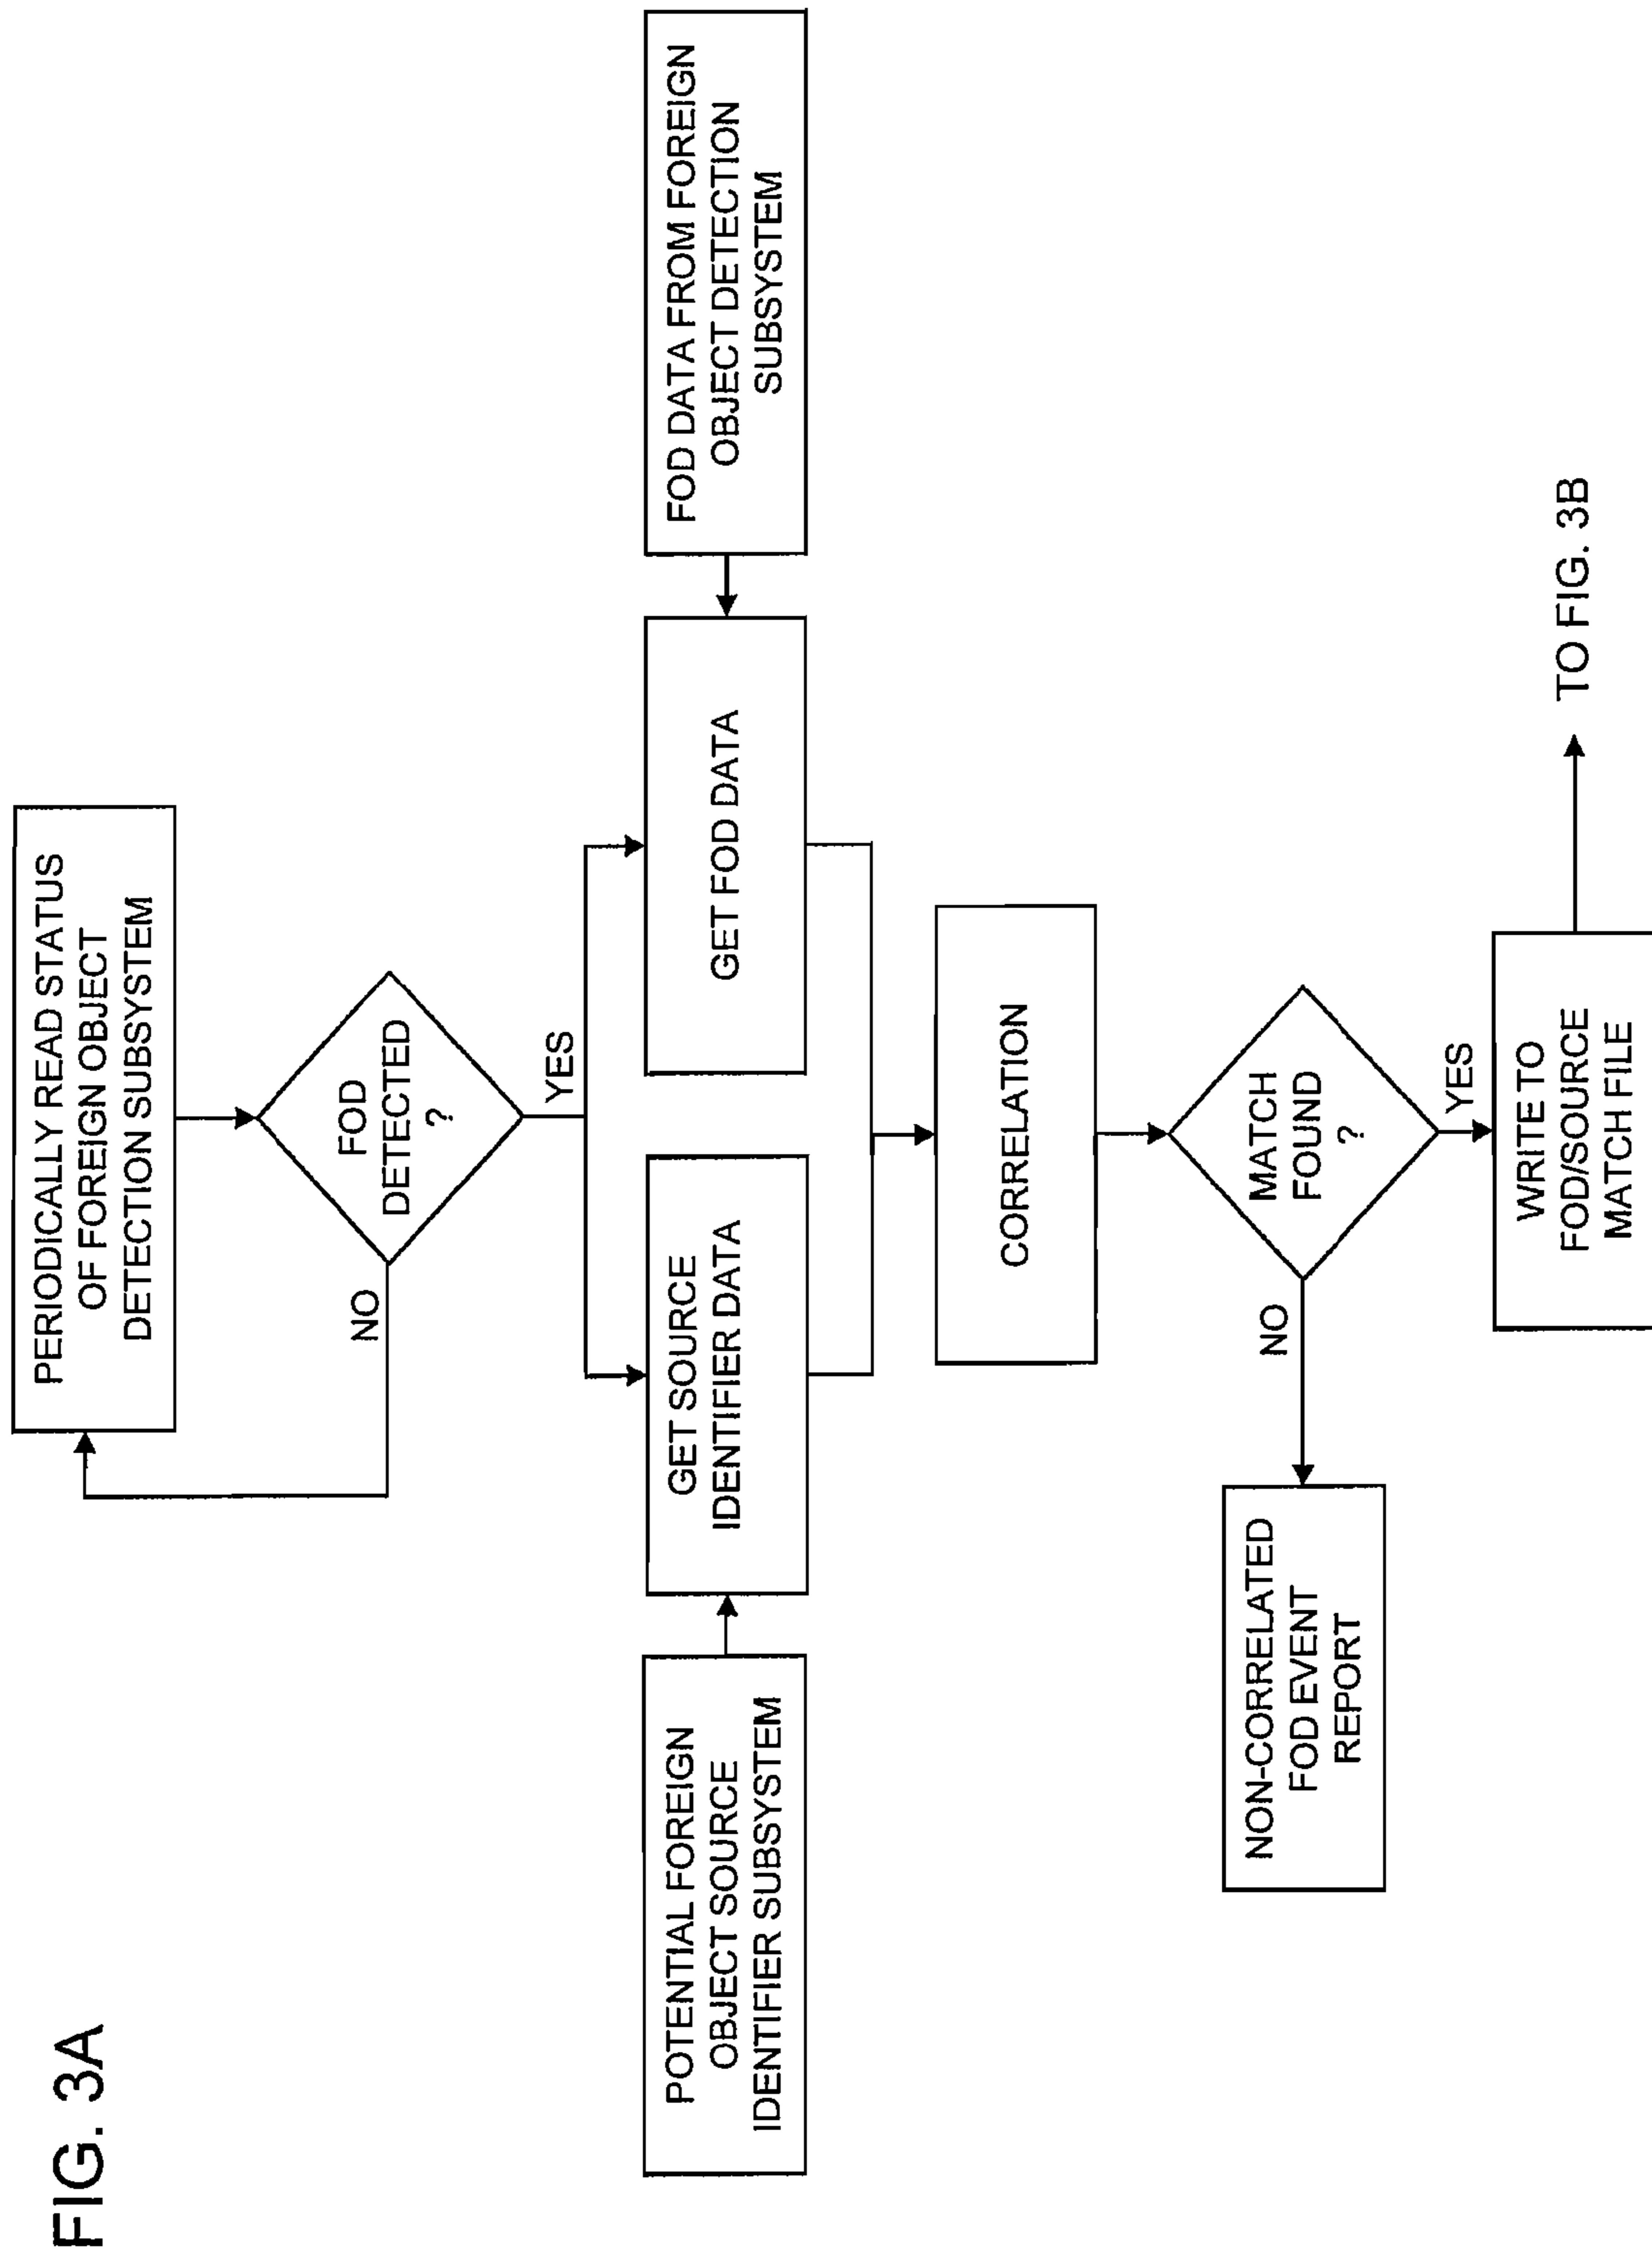 FIG. 3A
PERIODICALLY READ STATUS
OF FOREIGN OBJECT
DETECTION SUBSYSTEM
FOD
DETECTED
?
NO
YES
POTENTIAL FOREIGN
OBJECT SOURCE
IDENTIFIER SUBSYSTEM
GET SOURCE
IDENTIFIER DATA
GET FOD DATA
FOD DATA FROM FOREIGN
OBJECT DETECTION
SUBSYSTEM
CORRELATION
MATCH
FOUND
?
NO
YES
NON-CORRELATED
FOD EVENT
REPORT
WRITE TO
FOD/SOURCE
MATCH FILE
TO FIG. 3B